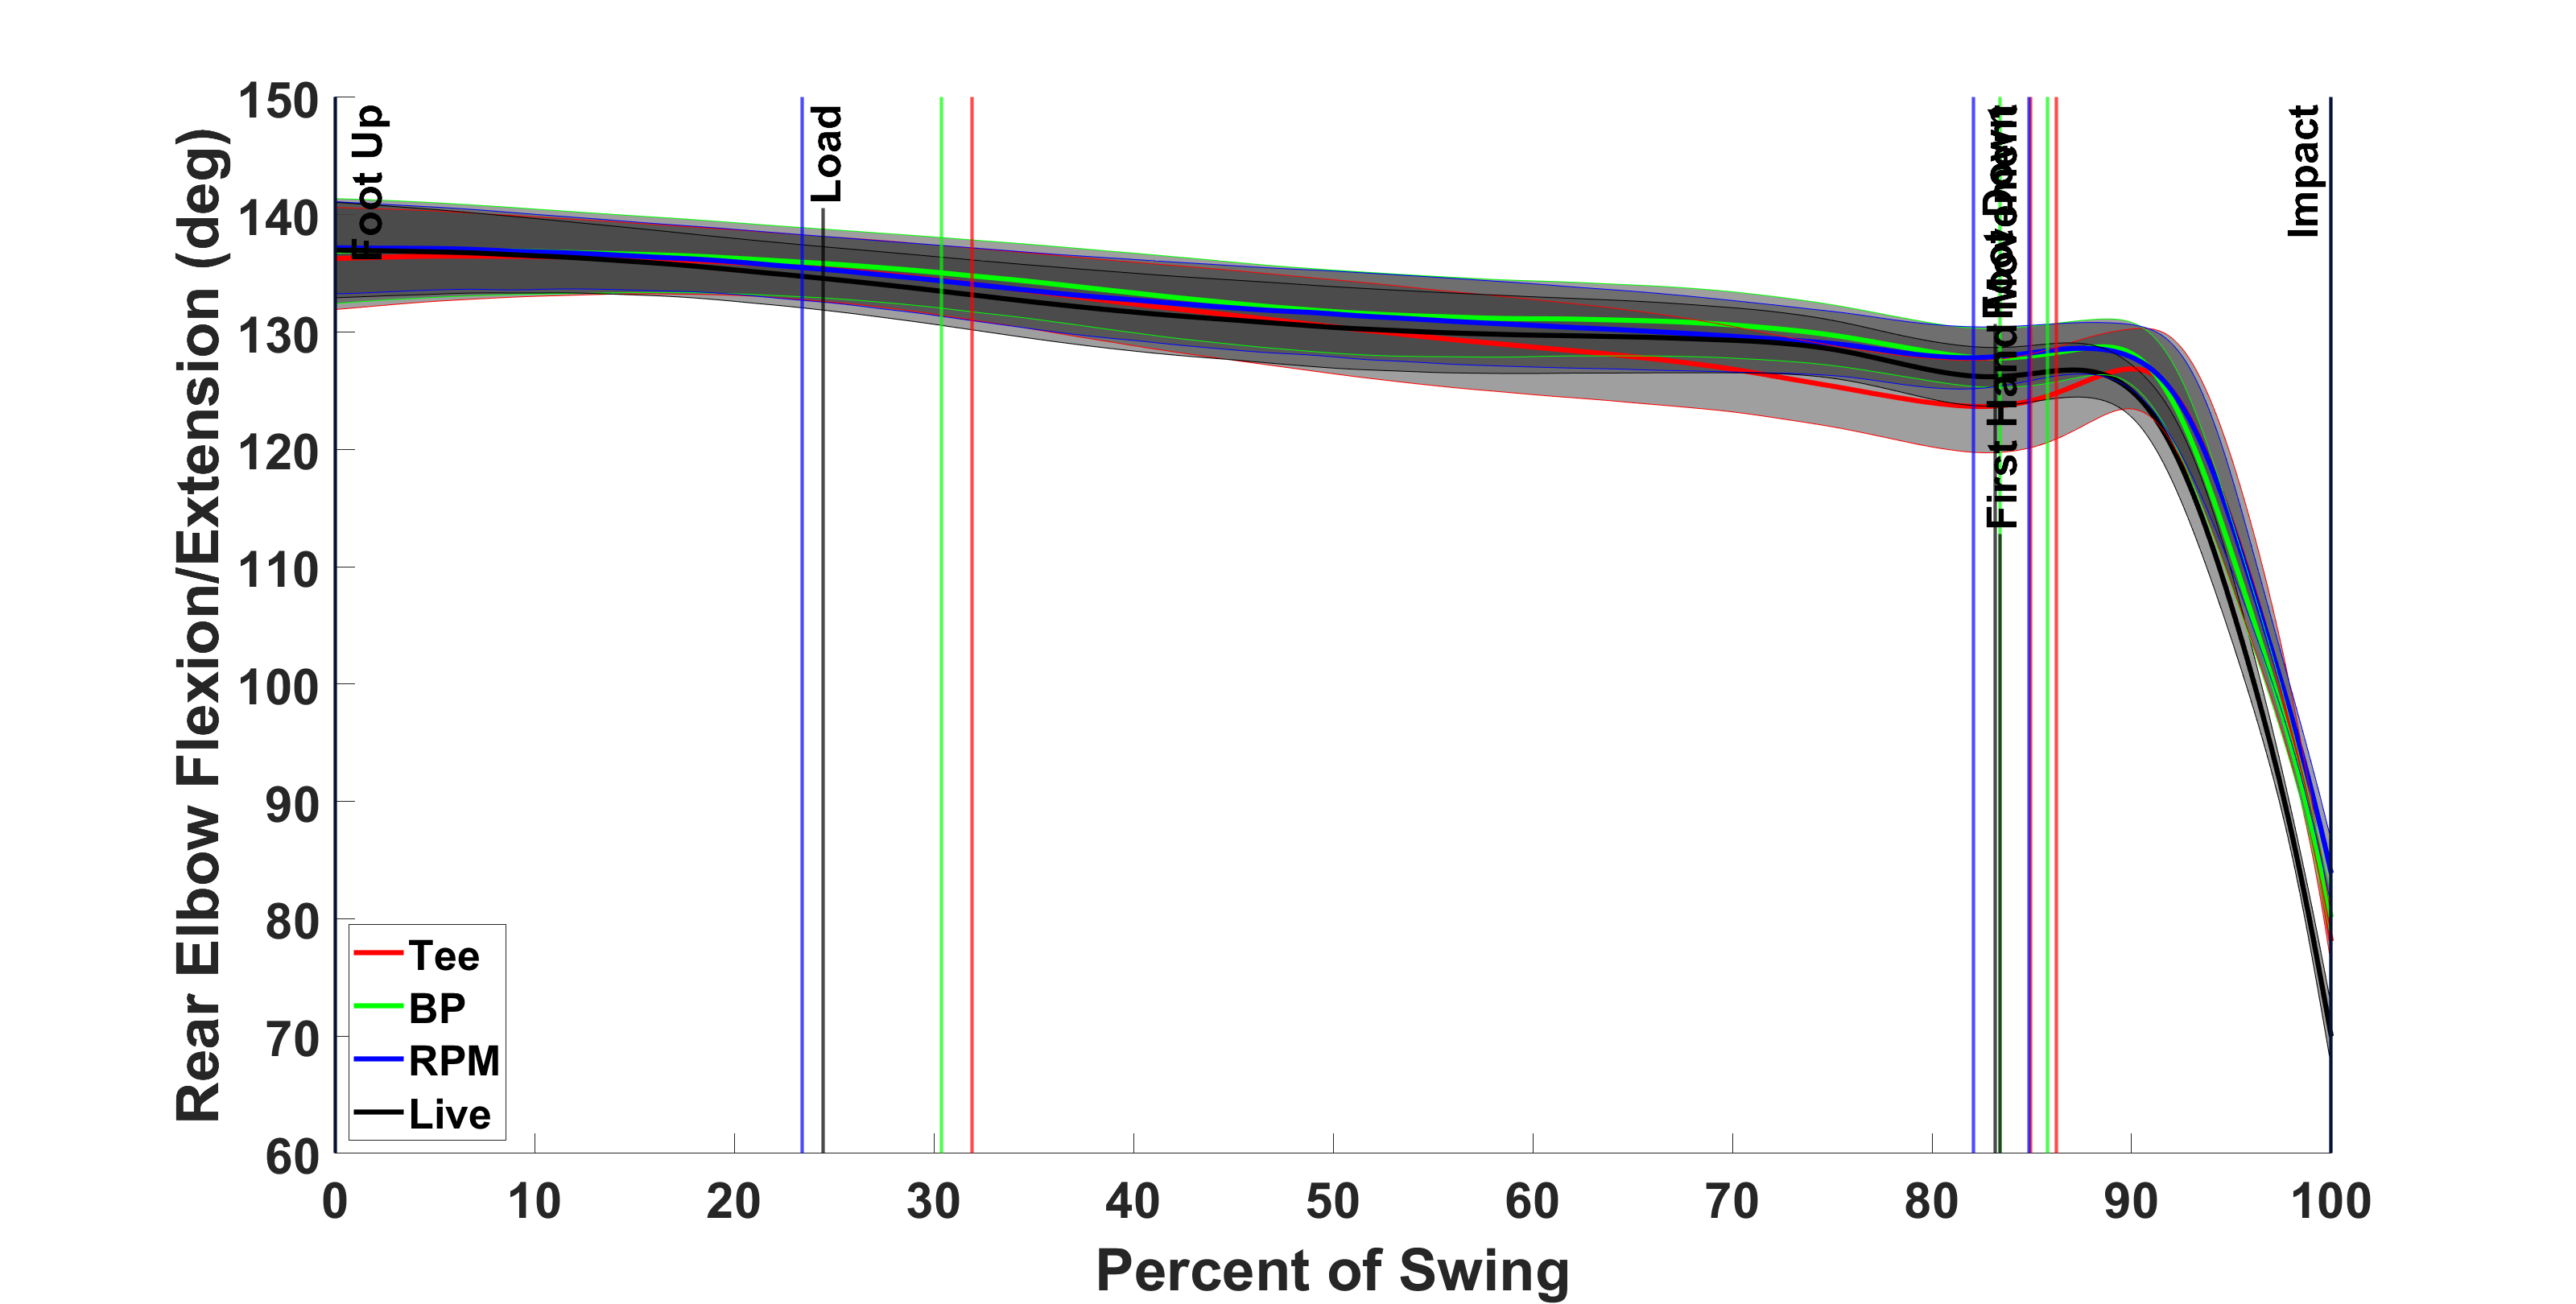 Rear Elbow Flexion/Extension (deg)
150
140
130
120
110
100
90
80
70
60
Foot Up
Load
Foot Down
First Hand Movement
Impact
Tee
BP
RPM
Live
0 10 20 30 40 50 60 70 80 90 100
Percent of Swing